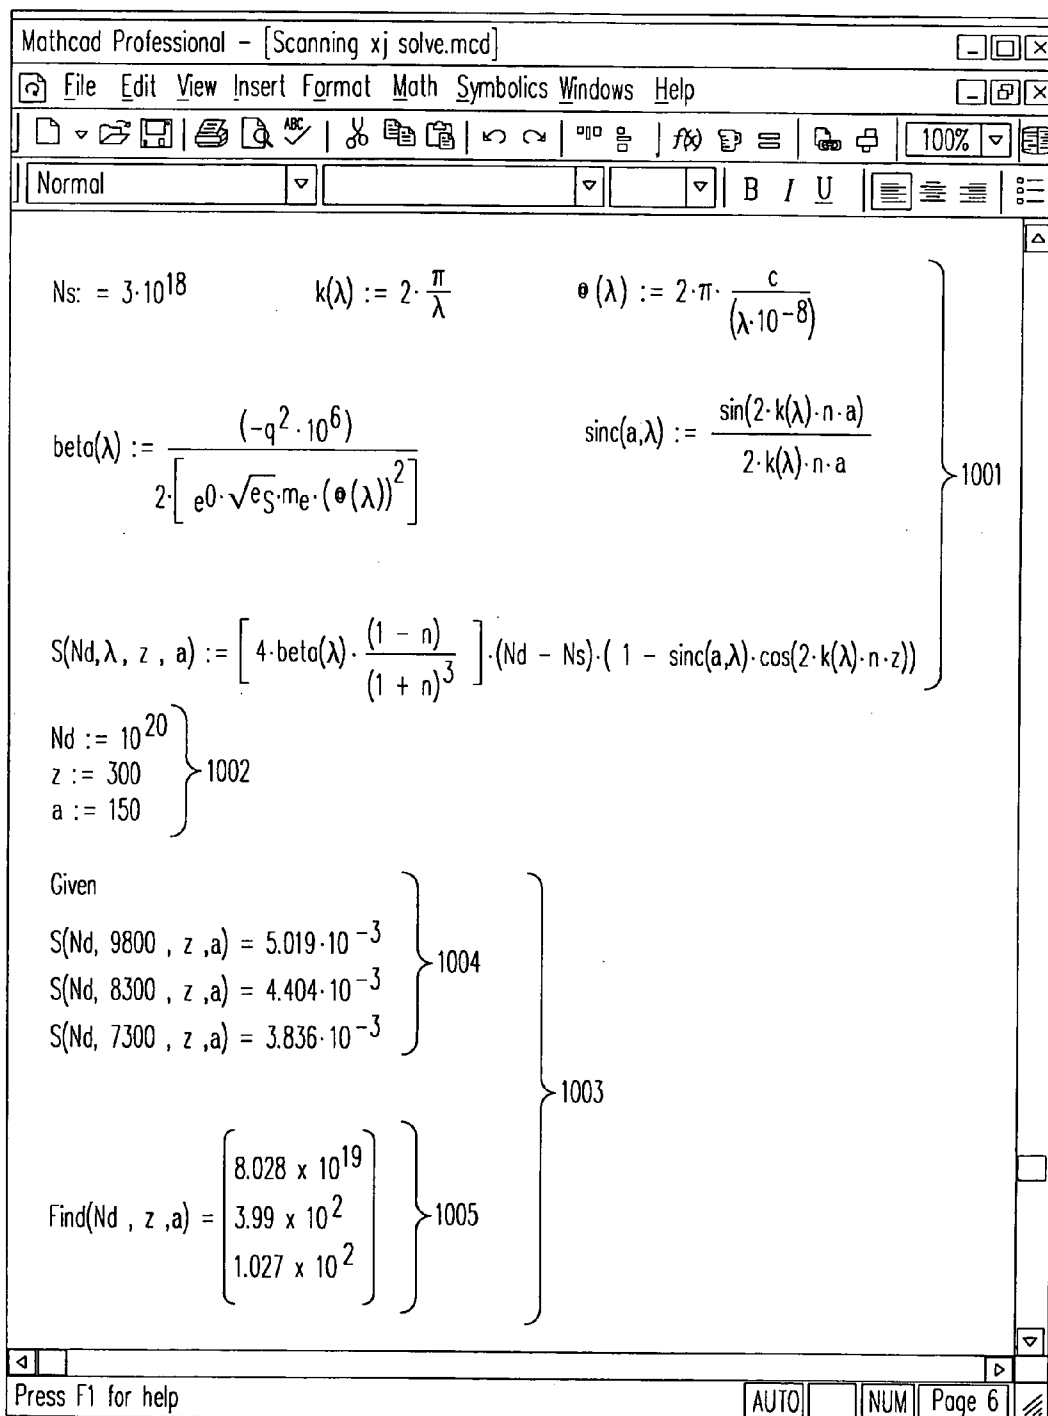 Mathcad Professional - [Scanning xj solve.mcd]
File Edit View Insert Format Math Symbolics Windows Help
ABC f(x) 100%
Normal B I U
Ns: = 3·10^18 k(λ) := 2·π/λ ⍬(λ) := 2·π·c/(λ·10^-8)
beta(λ) := (-q^2·10^6)/(2·[e0·√eS·me·(⍬(λ))^2]) sinc(a,λ) := sin(2·k(λ)·n·a)/(2·k(λ)·n·a)
1001
S(Nd,λ, z , a) := [4·beta(λ)·(1 - n)/(1 + n)^3]·(Nd - Ns)·( 1 - sinc(a,λ)·cos(2·k(λ)·n·z))
Nd := 10^20
z := 300 1002
a := 150
Given
S(Nd, 9800 , z ,a) = 5.019·10^-3
S(Nd, 8300 , z ,a) = 4.404·10^-3 1004
S(Nd, 7300 , z ,a) = 3.836·10^-3
1003
8.028 x 10^19
Find(Nd , z ,a) = 3.99 x 10^2 1005
1.027 x 10^2
Press F1 for help AUTO NUM Page 6